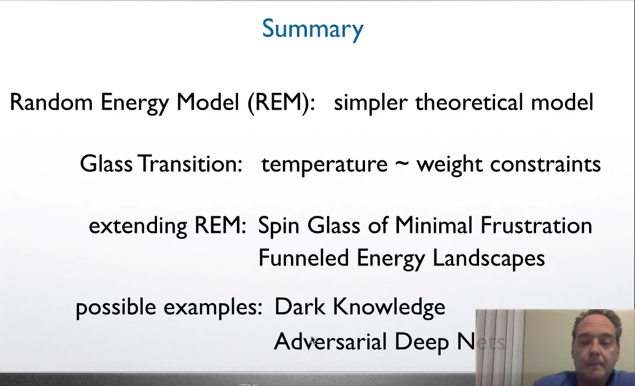 Summary
Random Energy Model (REM): simpler theoretical model
Glass Transition: temperature ~ weight constraints
extending REM: Spin Glass of Minimal Frustration
Funneled Energy Landscapes
possible examples: Dark Knowledge
Adversarial Deep Nets